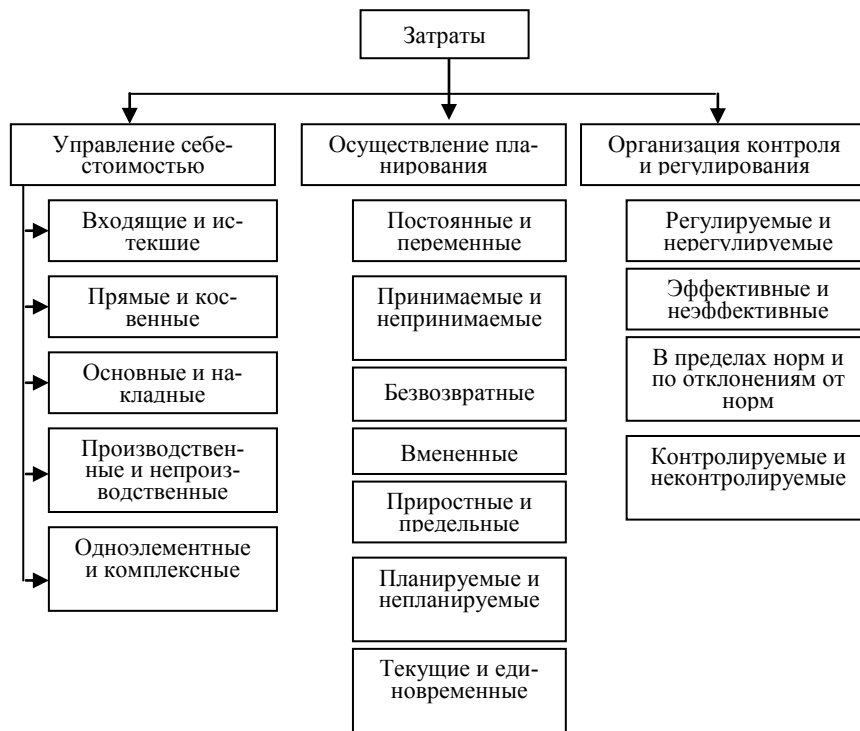 Затраты
Управление себе-
стоимостью
Осуществление пла-
нирования
Организация контроля
и регулирования
Входящие и ис-
текшие
Прямые и кос-
венные
Основные и на-
кладные
Производствен-
ные и непроиз-
водственные
Одноэлементные
и комплексные
Постоянные и
переменные
Принимаемые и
непринимаемые
Безвозвратные
Вмененные
Приростные и
предельные
Планируемые и
непланируемые
Текущие и еди-
новременные
Регулируемые и
нерегулируемые
Эффективные и
неэффективные
В пределах норм и
по отклонениям от
норм
Контролируемые и
неконтролируемые